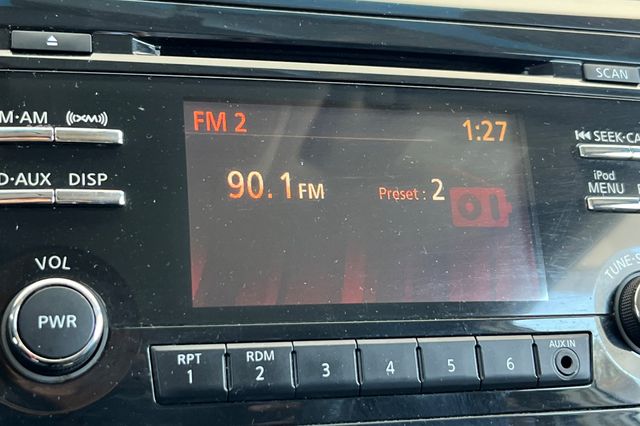 SCAN
M·AM
XM
SEEK·CA
D·AUX
DISP
iPod
MENU
TUNE·S
FM 2
1:27
90.1 FM
Preset : 2
VOL
PWR
RPT
1
RDM
2
3
4
5
6
AUX IN